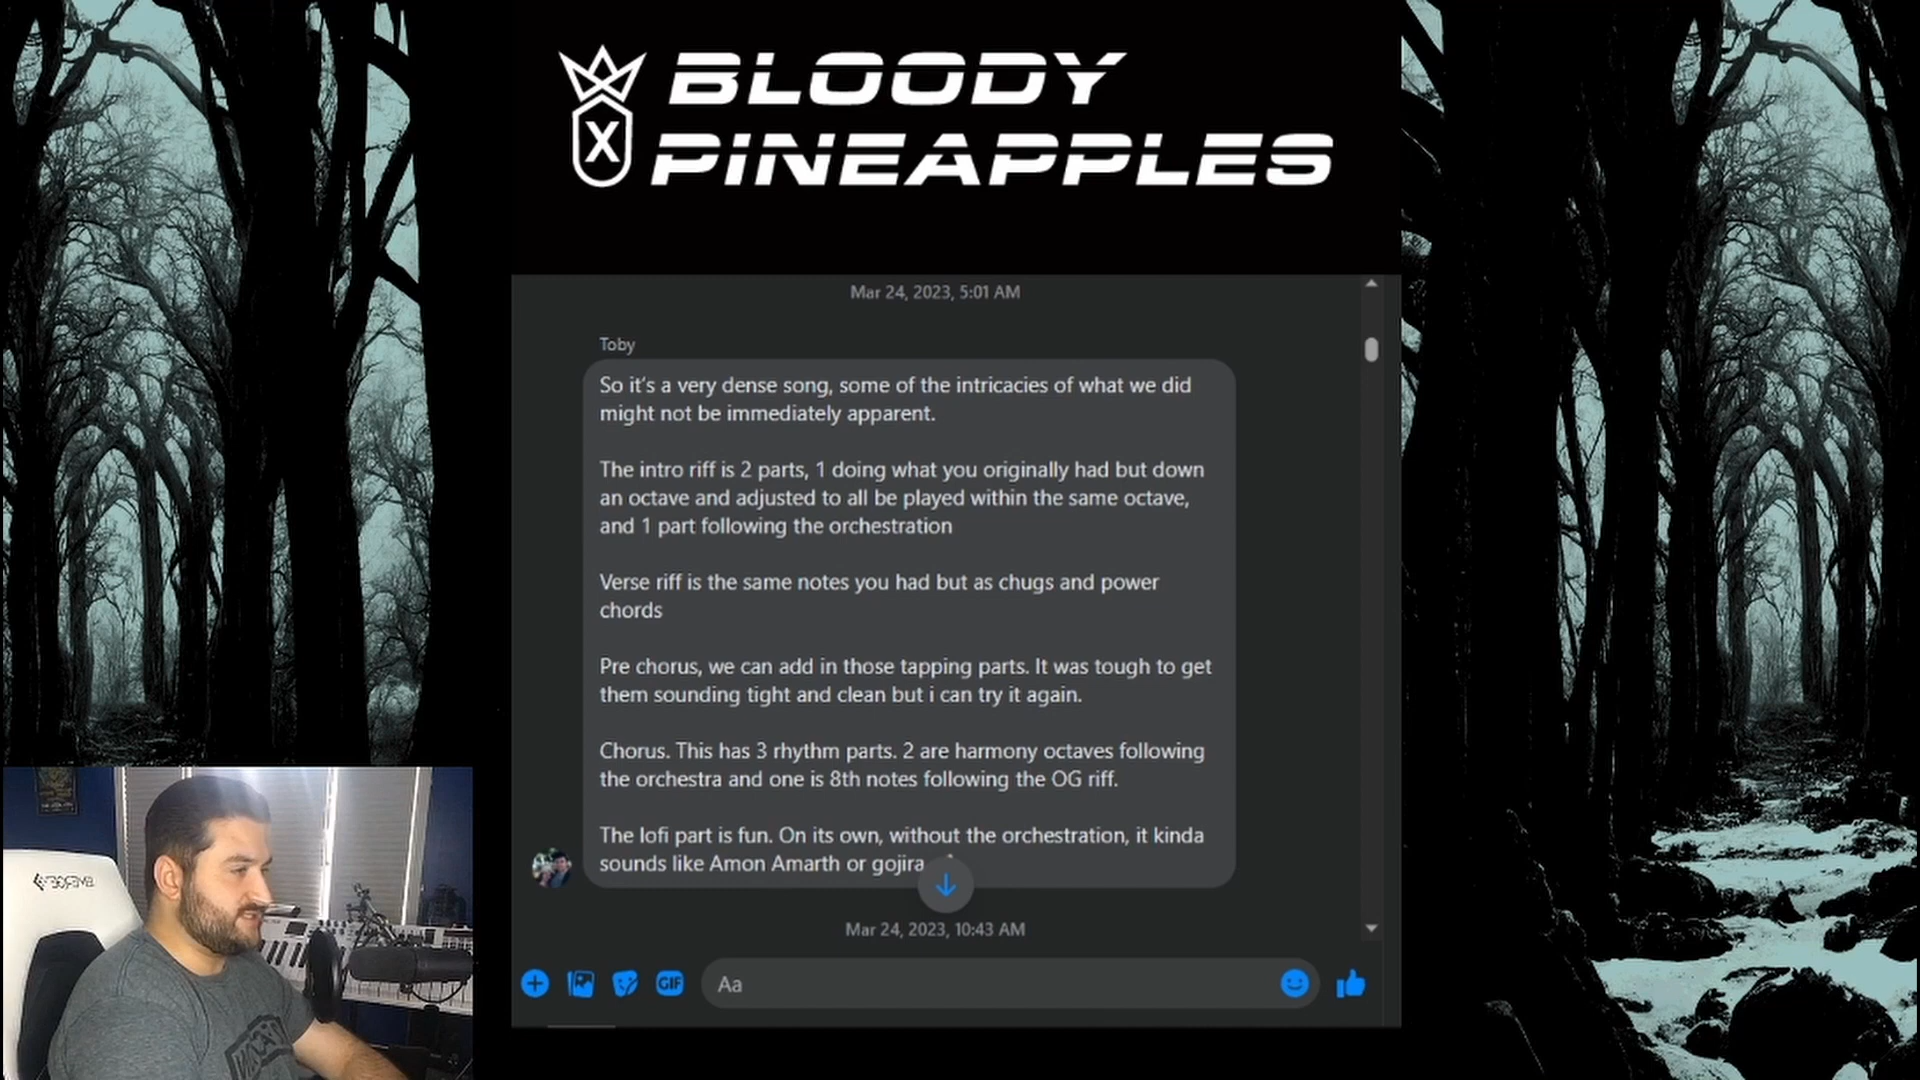 BLOODY
X
PINEAPPLES
Mar 24, 2023, 5:01 AM
Toby
So it's a very dense song, some of the intricacies of what we did
might not be immediately apparent.
The intro riff is 2 parts, 1 doing what you originally had but down
an octave and adjusted to all be played within the same octave,
and 1 part following the orchestration
Verse riff is the same notes you had but as chugs and power
chords
Pre chorus, we can add in those tapping parts. It was tough to get
them sounding tight and clean but i can try it again.
Chorus. This has 3 rhythm parts. 2 are harmony octaves following
the orchestra and one is 8th notes following the OG riff.
The lofi part is fun. On its own, without the orchestration, it kinda
sounds like Amon Amarth or gojira
Mar 24, 2023, 10:43 AM
GIF
Aa